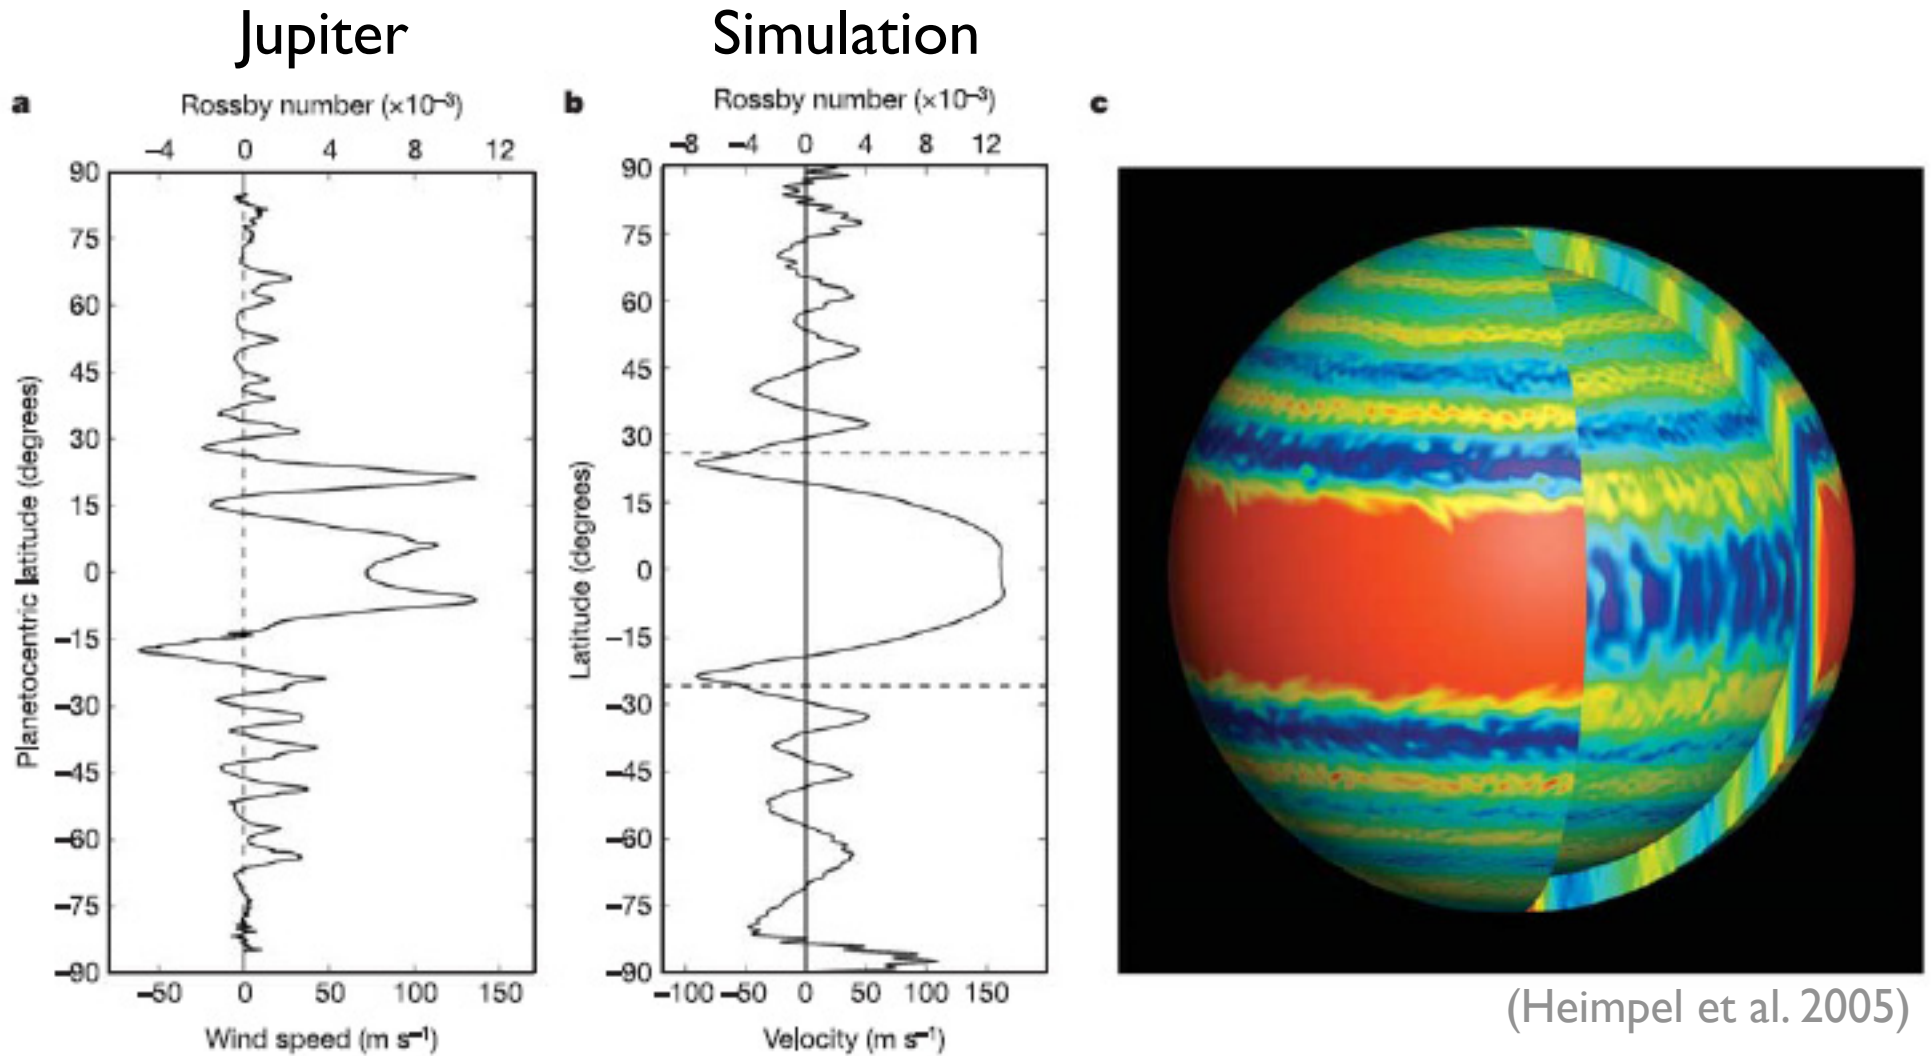 Jupiter
Simulation
a
Rossby number (×10⁻³)
−4 0 4 8 12
90
75
60
45
30
15
0
−15
−30
−45
−60
−75
−90
Planetocentric latitude (degrees)
−50 0 50 100 150
Wind speed (m s⁻¹)
b
Rossby number (×10⁻³)
−8 −4 0 4 8 12
90
75
60
45
30
15
0
−15
−30
−45
−60
−75
−90
Latitude (degrees)
−100 −50 0 50 100 150
Velocity (m s⁻¹)
c
(Heimpel et al. 2005)